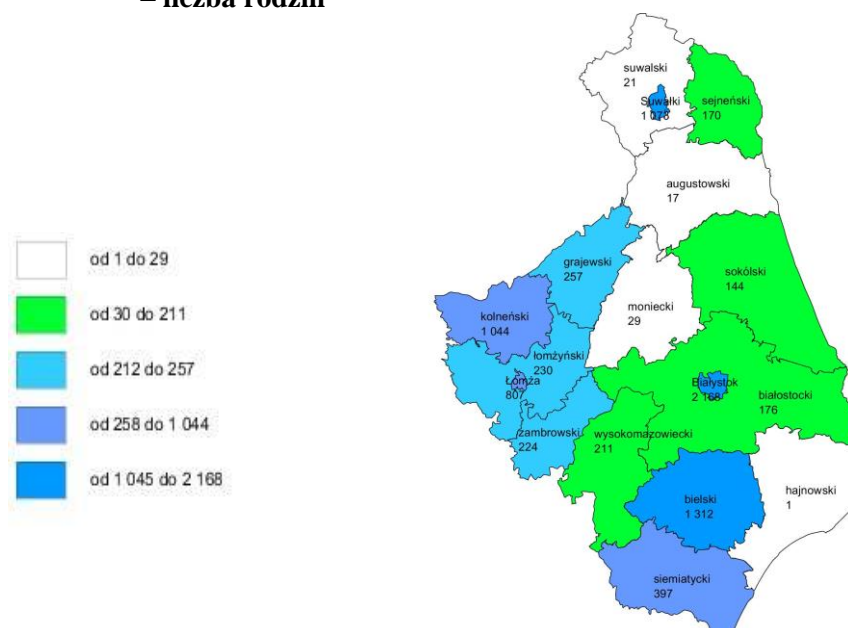 – liczba rodzin
od 1 do 29
od 30 do 211
od 212 do 257
od 258 do 1 044
od 1 045 do 2 168
suwalski
21
Suwałki
1 078
sejneński
170
augustowski
17
grajewski
257
sokólski
144
kolneński
1 044
moniecki
29
łomżyński
230
Łomża
807
Białystok
2 168
białostocki
176
zambrowski
224
wysokomazowiecki
211
bielski
1 312
hajnowski
1
siemiatycki
397